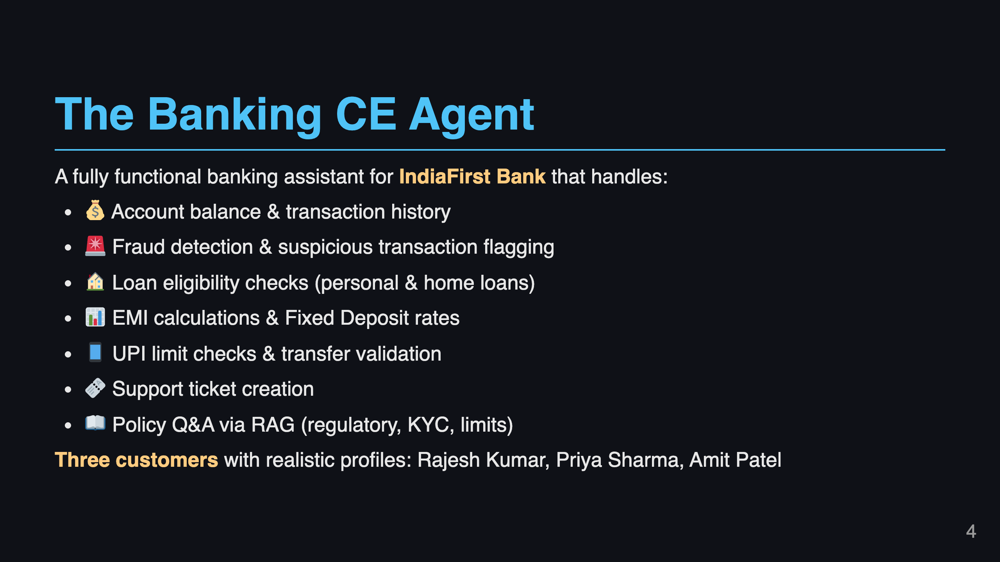 The Banking CE Agent
A fully functional banking assistant for IndiaFirst Bank that handles:
• 💰 Account balance & transaction history
• 🚨 Fraud detection & suspicious transaction flagging
• 🏠 Loan eligibility checks (personal & home loans)
• 📊 EMI calculations & Fixed Deposit rates
• 📱 UPI limit checks & transfer validation
• 🎟️ Support ticket creation
• 📖 Policy Q&A via RAG (regulatory, KYC, limits)
Three customers with realistic profiles: Rajesh Kumar, Priya Sharma, Amit Patel
4